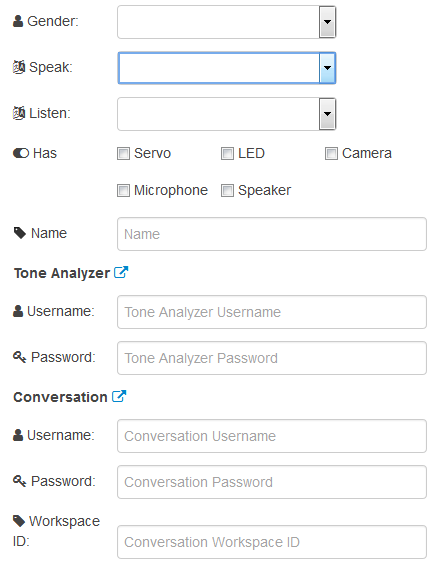 Gender:
Speak:
Listen:
Has Servo LED Camera
Microphone Speaker
Name Name
Tone Analyzer
Username: Tone Analyzer Username
Password: Tone Analyzer Password
Conversation
Username: Conversation Username
Password: Conversation Password
Workspace
ID: Conversation Workspace ID